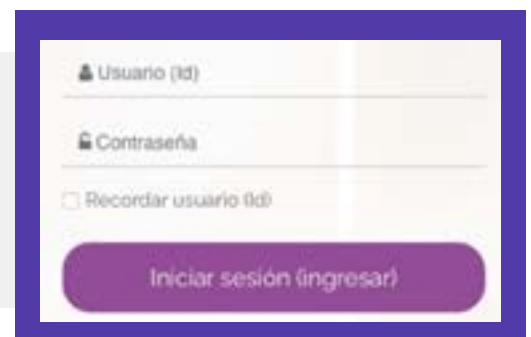 Usuario (Id)
Contraseña
Recordar usuario (Id)
Iniciar sesión (ingresar)